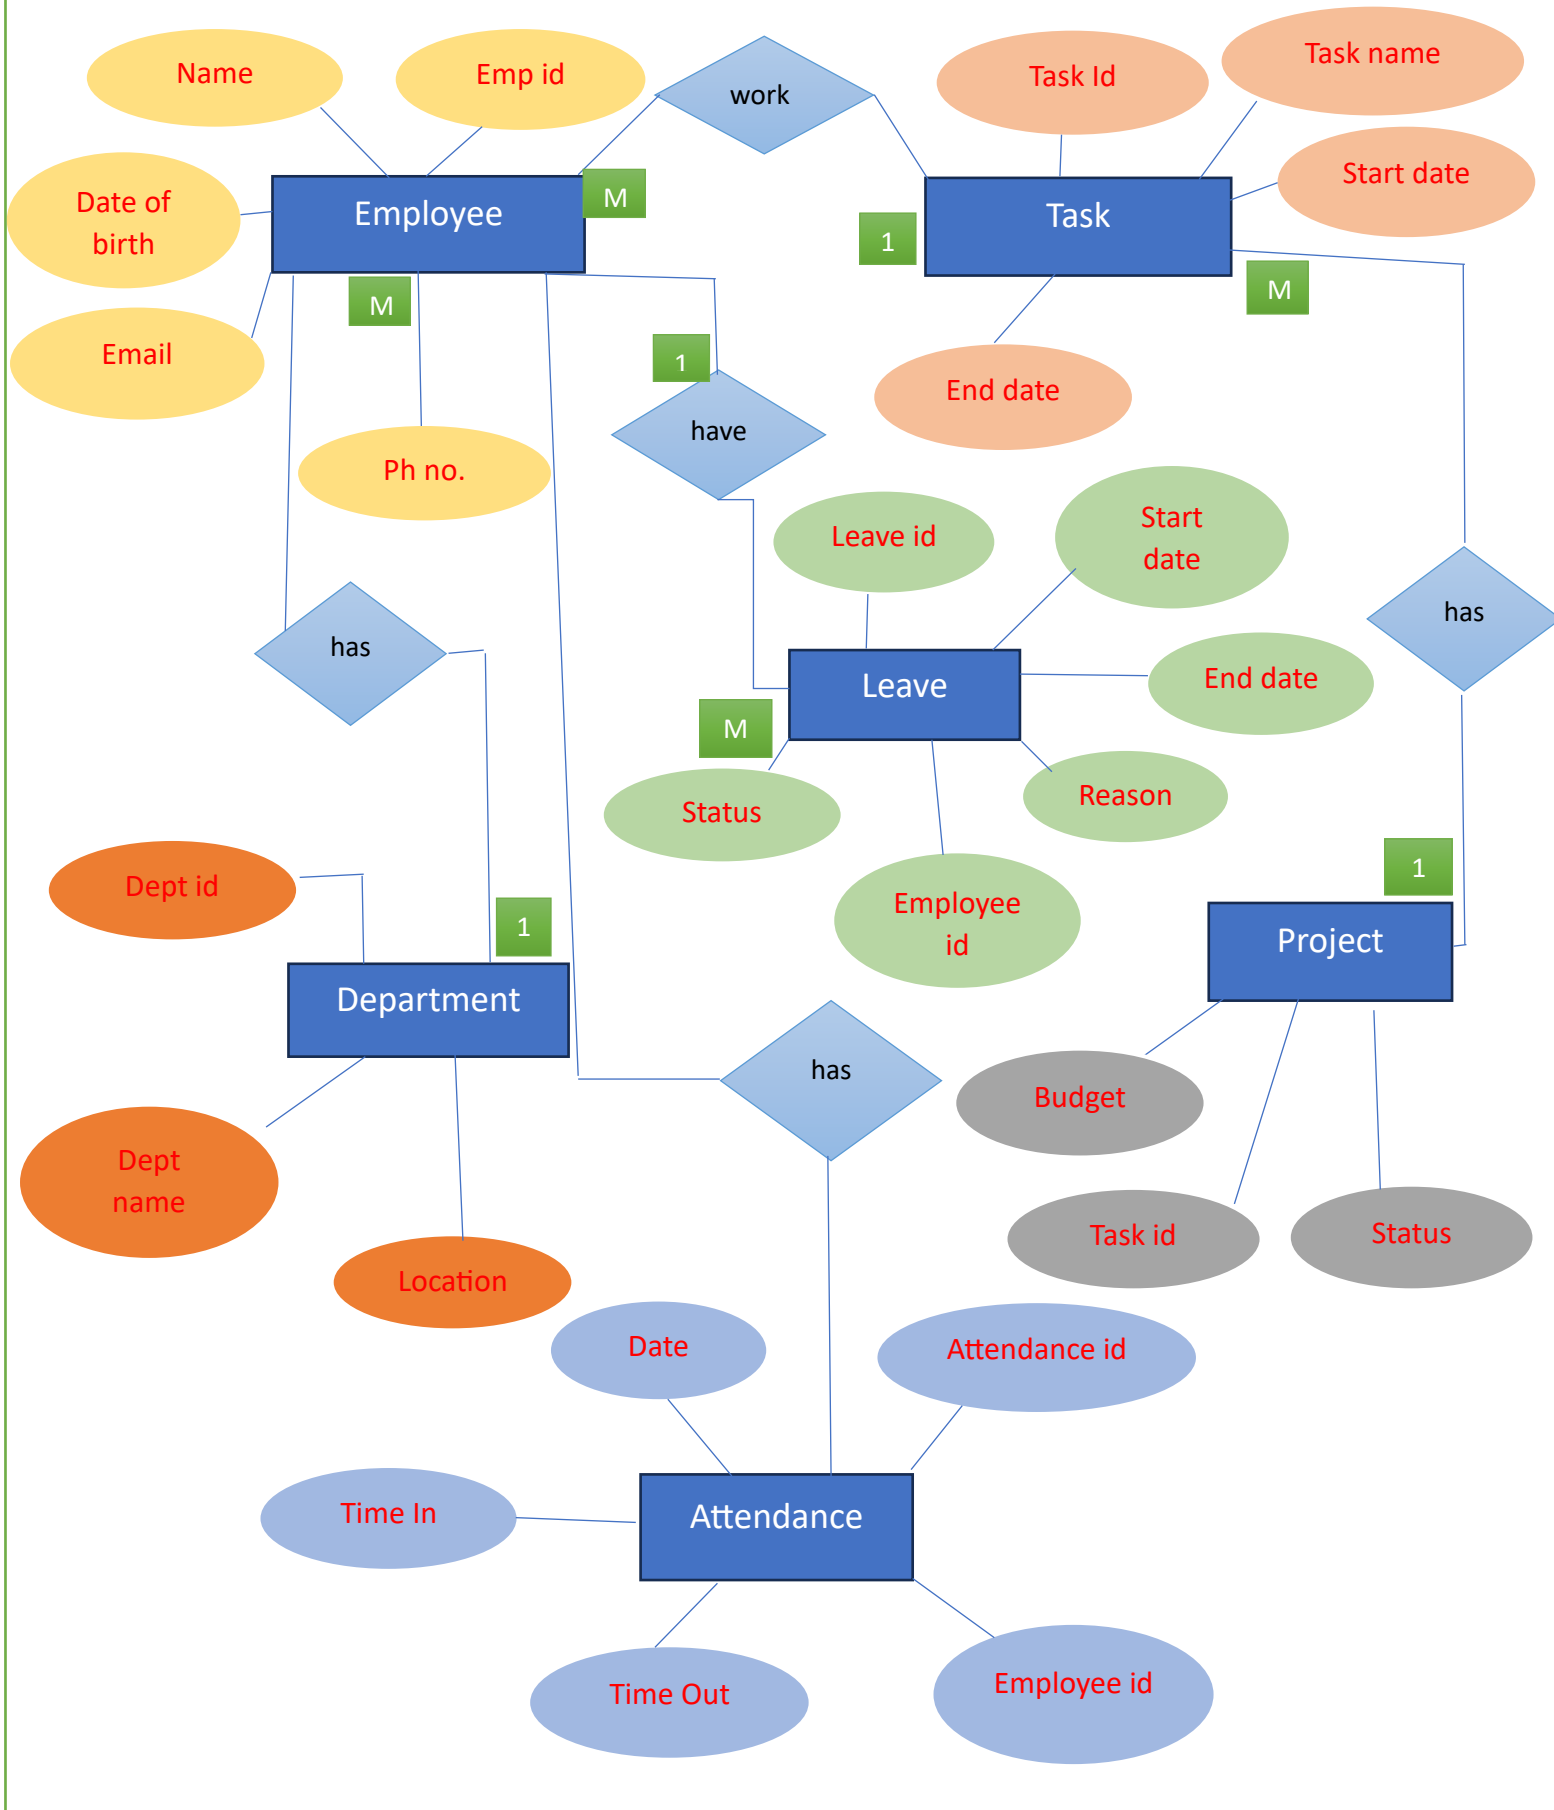 Name
Emp id
work
Task Id
Task name
Date of
birth
Employee
M
1
Task
Start date
M
Email
M
1
End date
Ph no.
have
Leave id
Start
date
has
has
Leave
End date
M
Status
Reason
Dept id
1
Employee
id
1
Project
Department
has
Budget
Dept
name
Location
Task id
Status
Date
Attendance id
Time In
Attendance
Time Out
Employee id